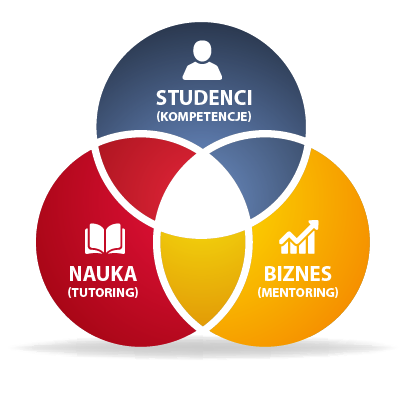 STUDENCI
(KOMPETENCJE)
NAUKA
(TUTORING)
BIZNES
(MENTORING)